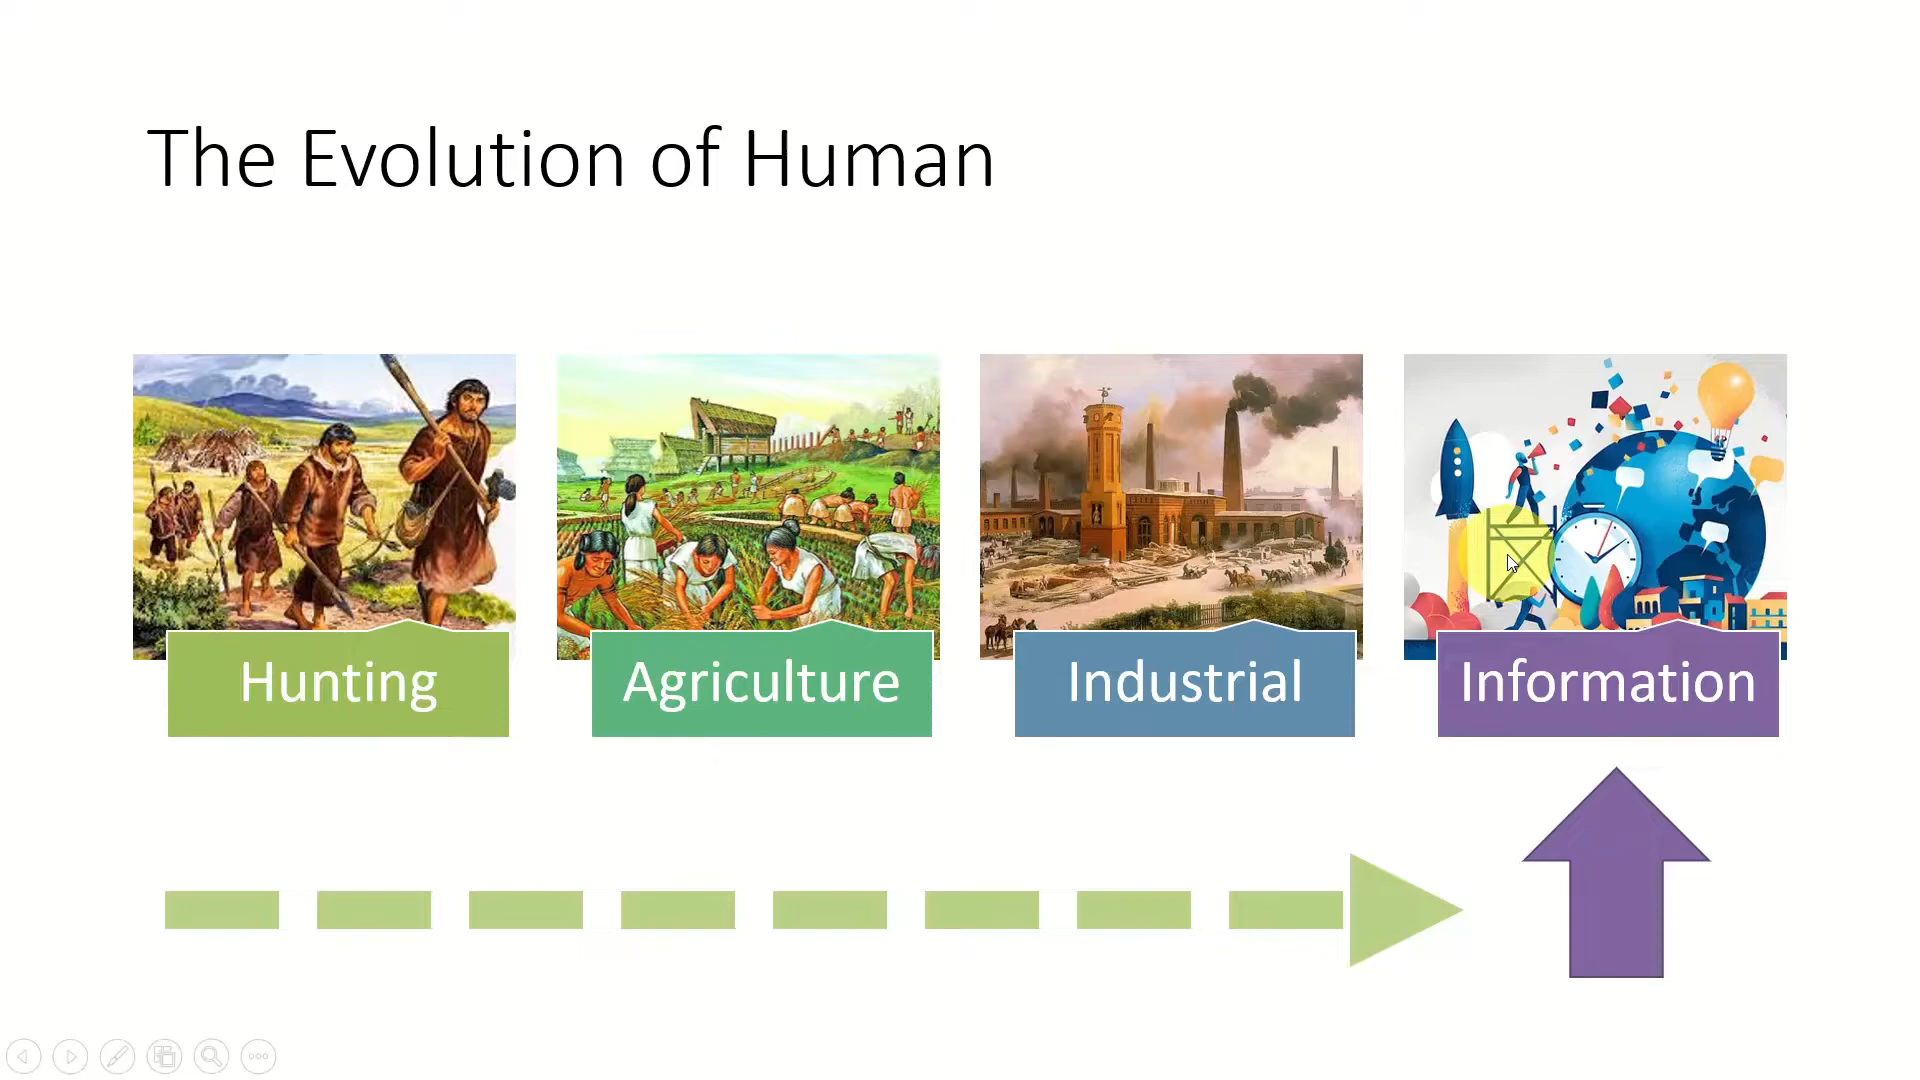 The Evolution of Human
Hunting
Agriculture
Industrial
Information